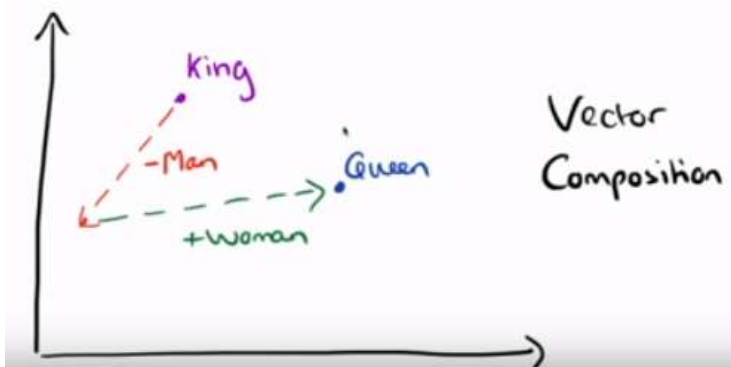 King
-Man
Queen
+Woman
Vector
Composition